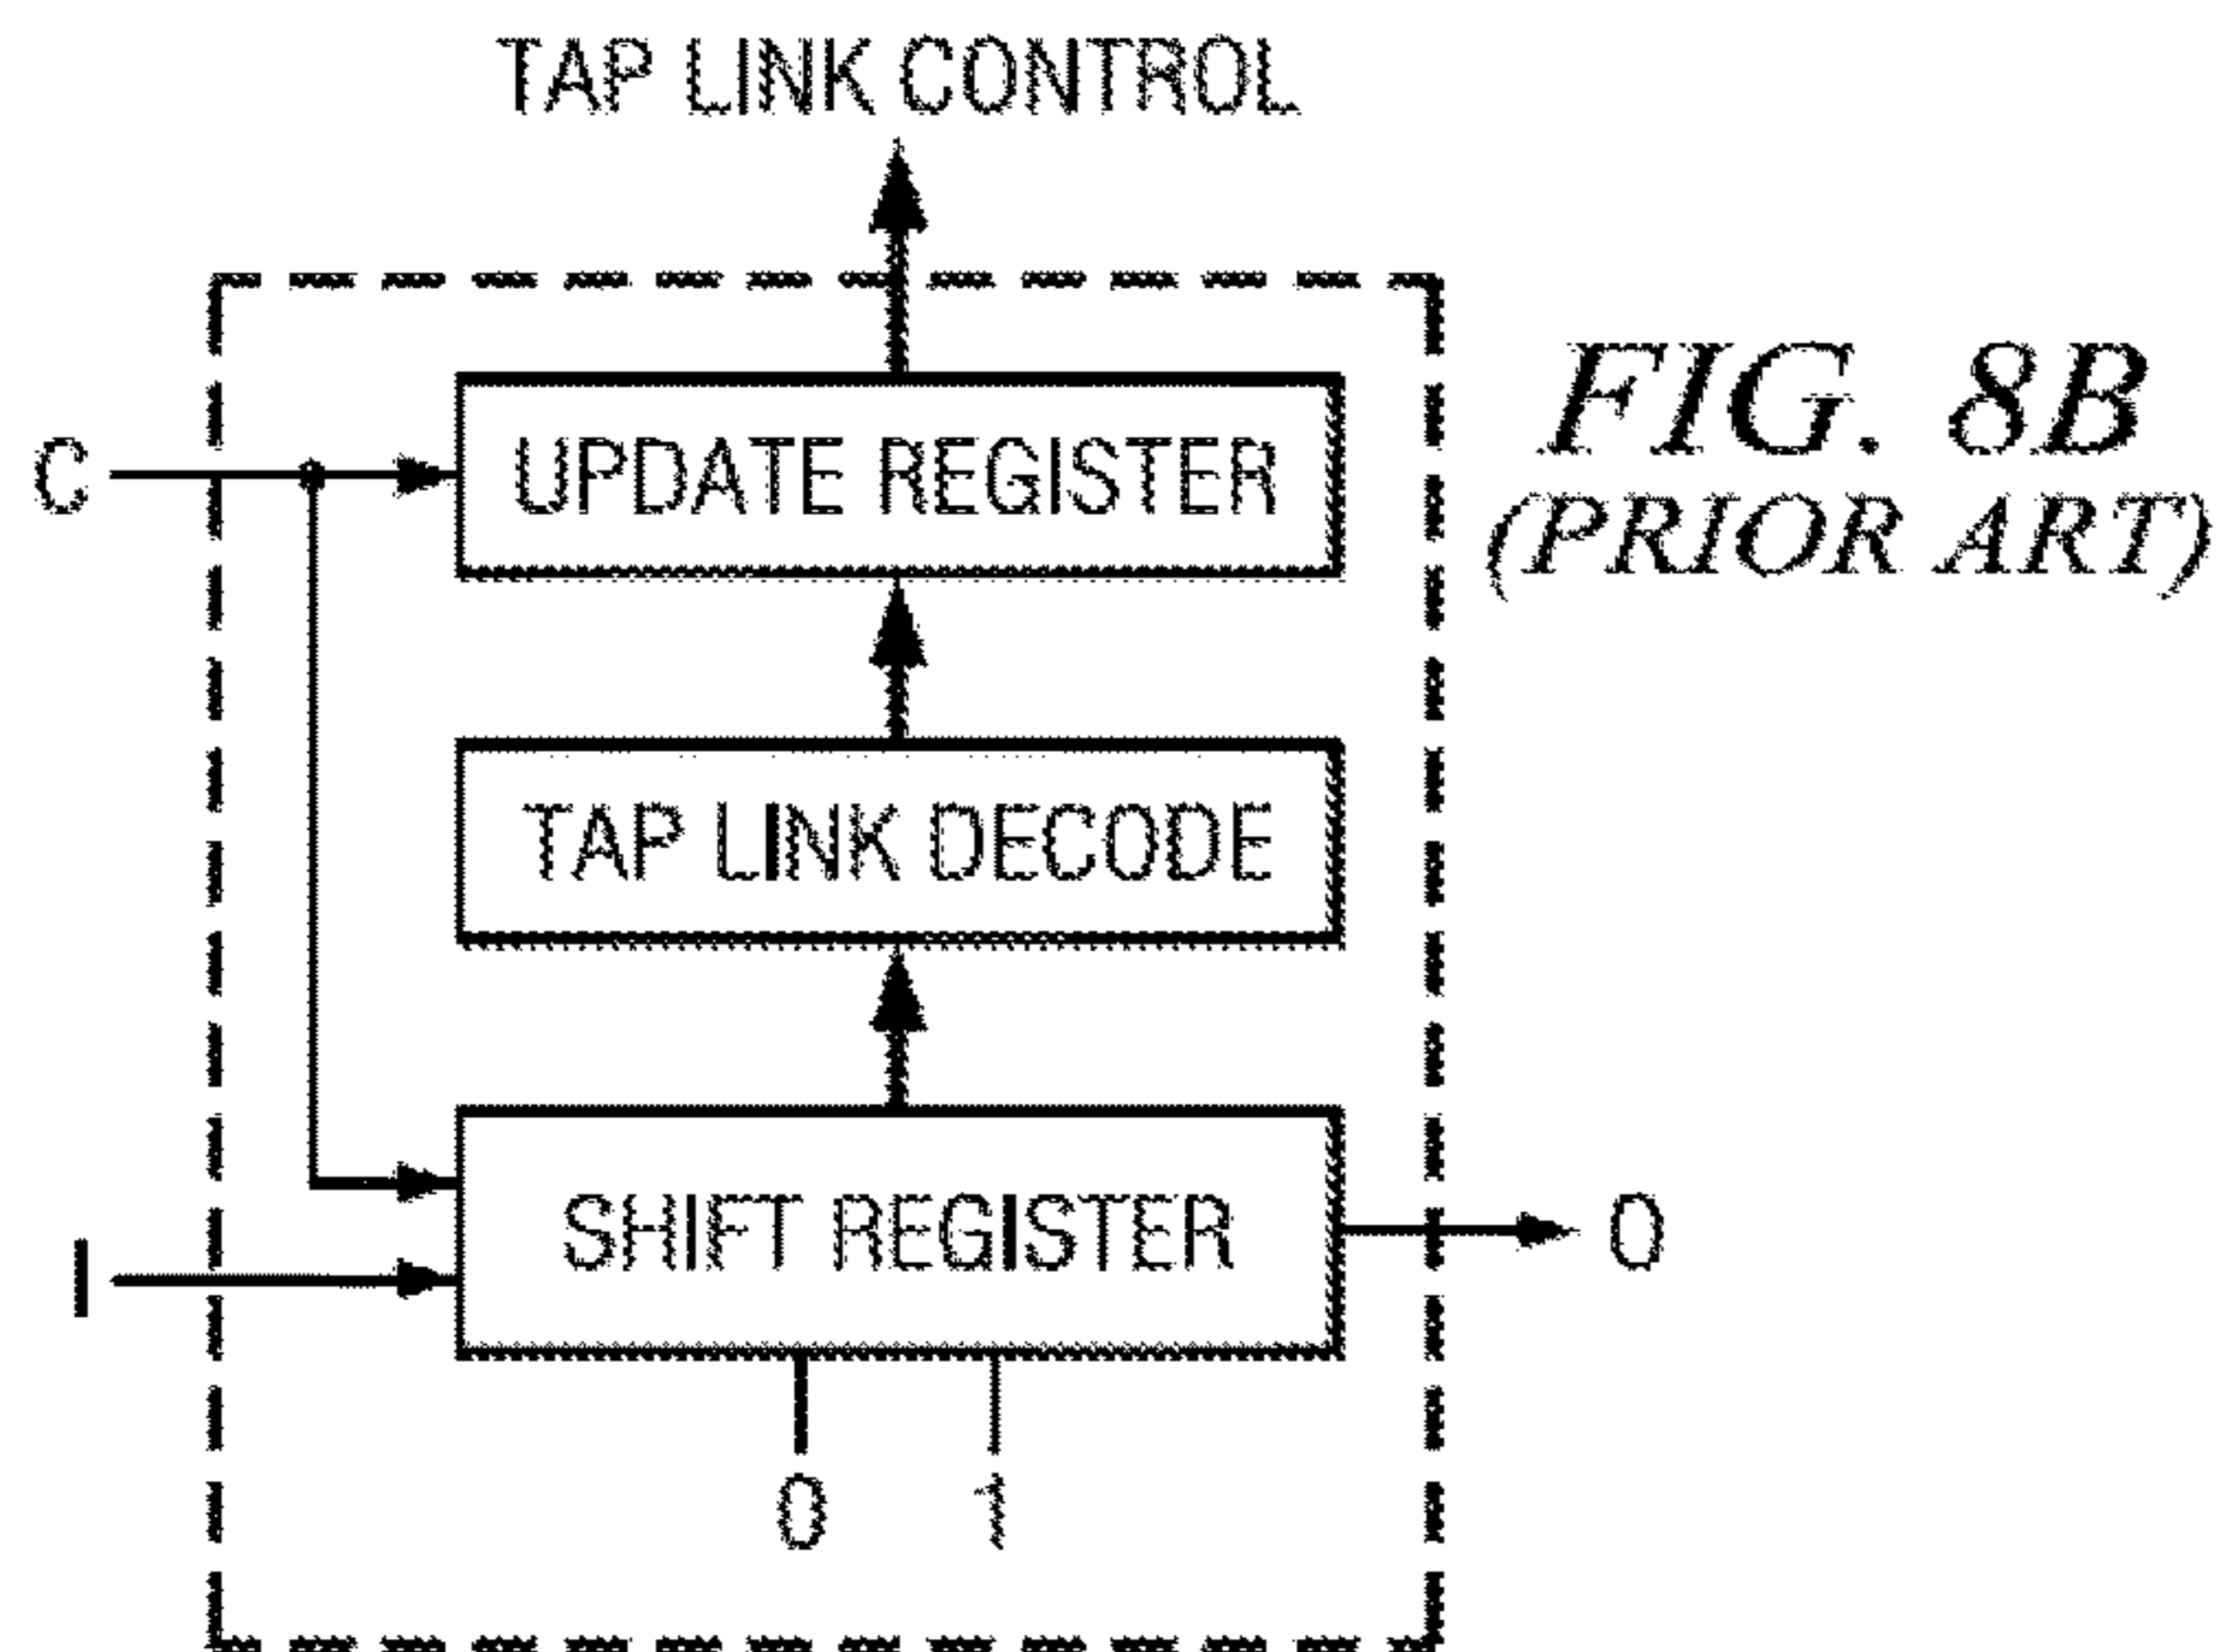 TAP LINK CONTROL
FIG. 8B
(PRIOR ART)
C
UPDATE REGISTER
TAP LINK DECODE
SHIFT REGISTER
I
O
0 1